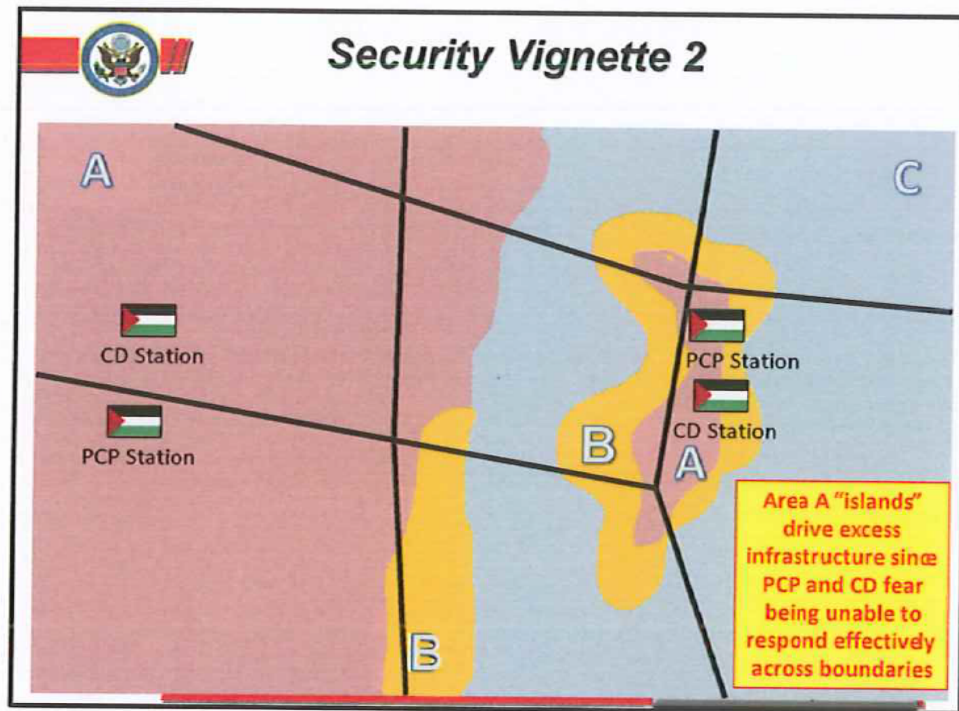 Security Vignette 2
A
C
CD Station
PCP Station
PCP Station
CD Station
B
A
B
Area A "islands"
drive excess
infrastructure since
PCP and CD fear
being unable to
respond effectively
across boundaries